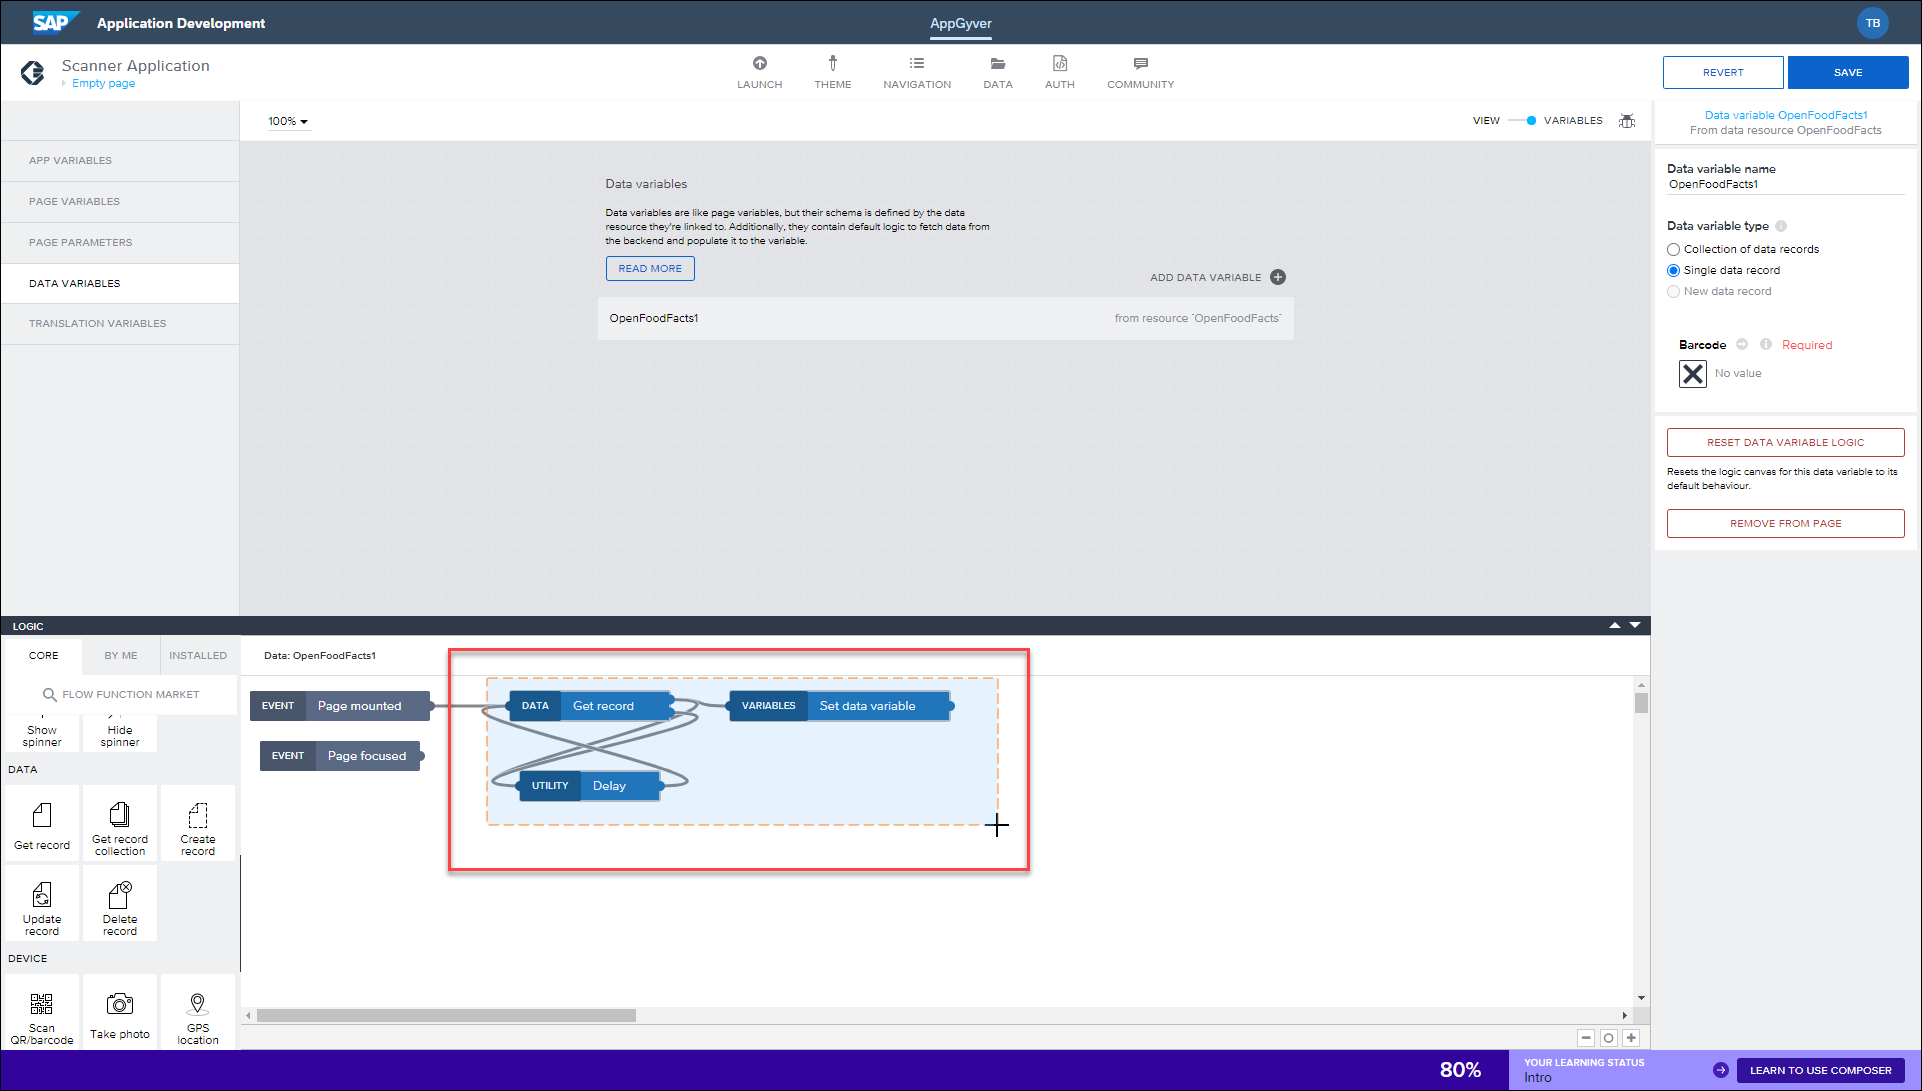 SAP Application Development
AppGyver
TB
Scanner Application
Empty page
LAUNCH
THEME
NAVIGATION
DATA
AUTH
COMMUNITY
REVERT
SAVE
100%
VIEW
VARIABLES
APP VARIABLES
PAGE VARIABLES
PAGE PARAMETERS
DATA VARIABLES
TRANSLATION VARIABLES
Data variables
Data variables are like page variables, but their schema is defined by the data
resource they're linked to. Additionally, they contain default logic to fetch data from
the backend and populate it to the variable.
READ MORE
ADD DATA VARIABLE
OpenFoodFacts1
from resource `OpenFoodFacts`
Data variable OpenFoodFacts1
From data resource OpenFoodFacts
Data variable name
OpenFoodFacts1
Data variable type
Collection of data records
Single data record
New data record
Barcode
Required
No value
RESET DATA VARIABLE LOGIC
Resets the logic canvas for this data variable to its
default behaviour.
REMOVE FROM PAGE
LOGIC
CORE
BY ME
INSTALLED
FLOW FUNCTION MARKET
Show
spinner
Hide
spinner
DATA
Get record
Get record
collection
Create
record
Update
record
Delete
record
DEVICE
Scan
QR/barcode
Take photo
GPS
location
Data: OpenFoodFacts1
EVENT Page mounted
DATA Get record
VARIABLES Set data variable
EVENT Page focused
UTILITY Delay
80%
YOUR LEARNING STATUS
Intro
LEARN TO USE COMPOSER